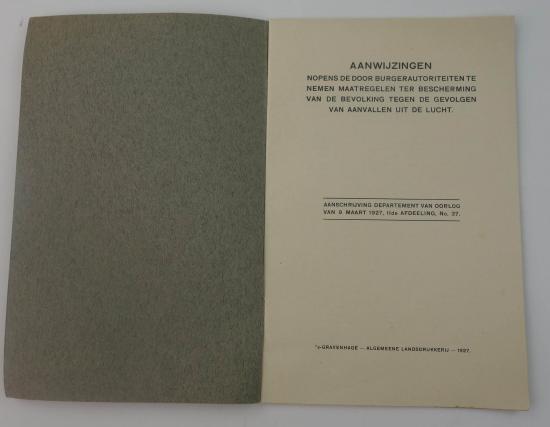 AANWIJZINGEN
NOPENS DE DOOR BURGERAUTORITEITEN TE
NEMEN MAATREGELEN TER BESCHERMING
VAN DE BEVOLKING TEGEN DE GEVOLGEN
VAN AANVALLEN UIT DE LUCHT.
AANSCHRIJVING DEPARTEMENT VAN OORLOG
VAN 9 MAART 1927, IIde AFDEELING, No. 27.
's-GRAVENHAGE — ALGEMEENE LANDSDRUKKERIJ — 1927.